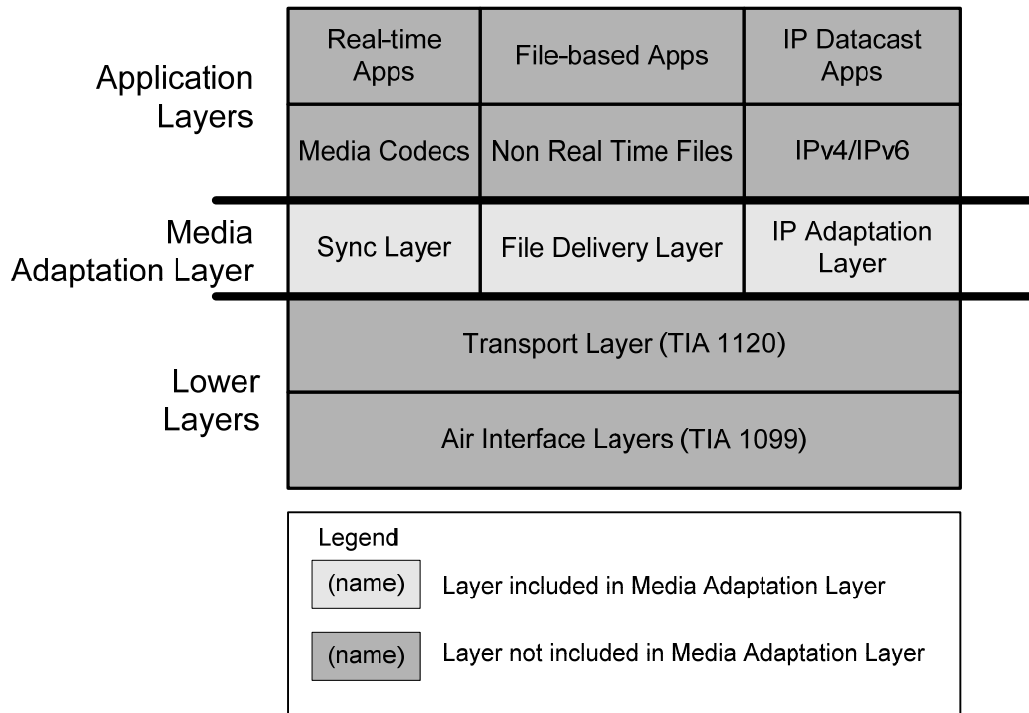 Application
Layers
Real-time
Apps
File-based Apps
IP Datacast
Apps
Media Codecs
Non Real Time Files
IPv4/IPv6
Media
Adaptation Layer
Sync Layer
File Delivery Layer
IP Adaptation
Layer
Lower
Layers
Transport Layer (TIA 1120)
Air Interface Layers (TIA 1099)
Legend
(name)
Layer included in Media Adaptation Layer
(name)
Layer not included in Media Adaptation Layer